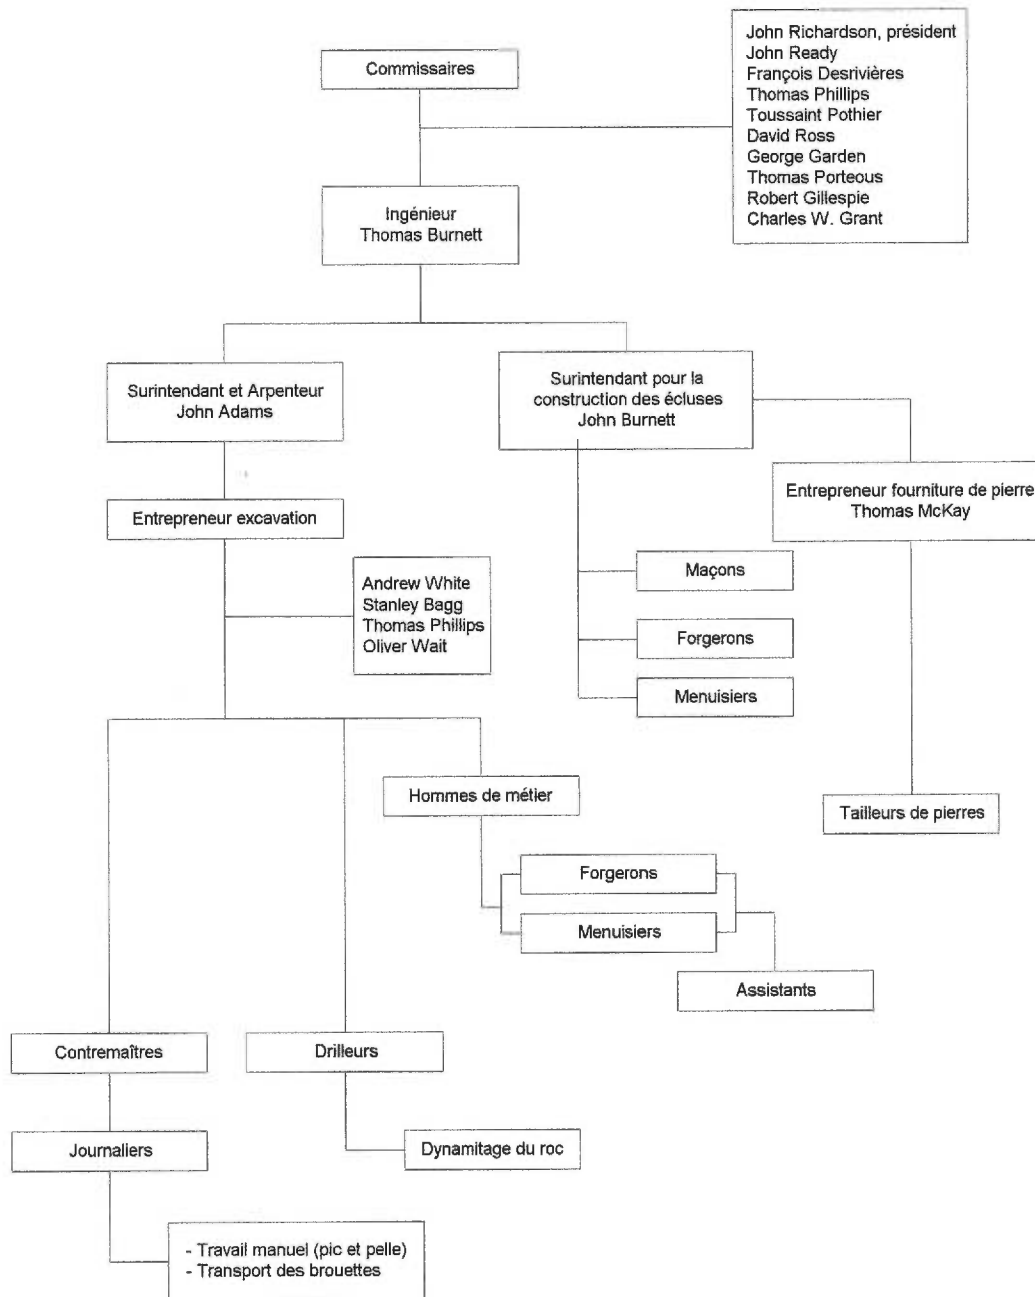 Commissaires
John Richardson, président
John Ready
François Desrivières
Thomas Phillips
Toussaint Pothier
David Ross
George Garden
Thomas Porteous
Robert Gillespie
Charles W. Grant
Ingénieur
Thomas Burnett
Surintendant et Arpenteur
John Adams
Surintendant pour la
construction des écluses
John Burnett
Entrepreneur excavation
Entrepreneur fourniture de pierre
Thomas McKay
Andrew White
Stanley Bagg
Thomas Phillips
Oliver Wait
Maçons
Forgerons
Menuisiers
Hommes de métier
Tailleurs de pierres
Forgerons
Menuisiers
Assistants
Contremaîtres
Drilleurs
Journaliers
Dynamitage du roc
- Travail manuel (pic et pelle)
- Transport des brouettes